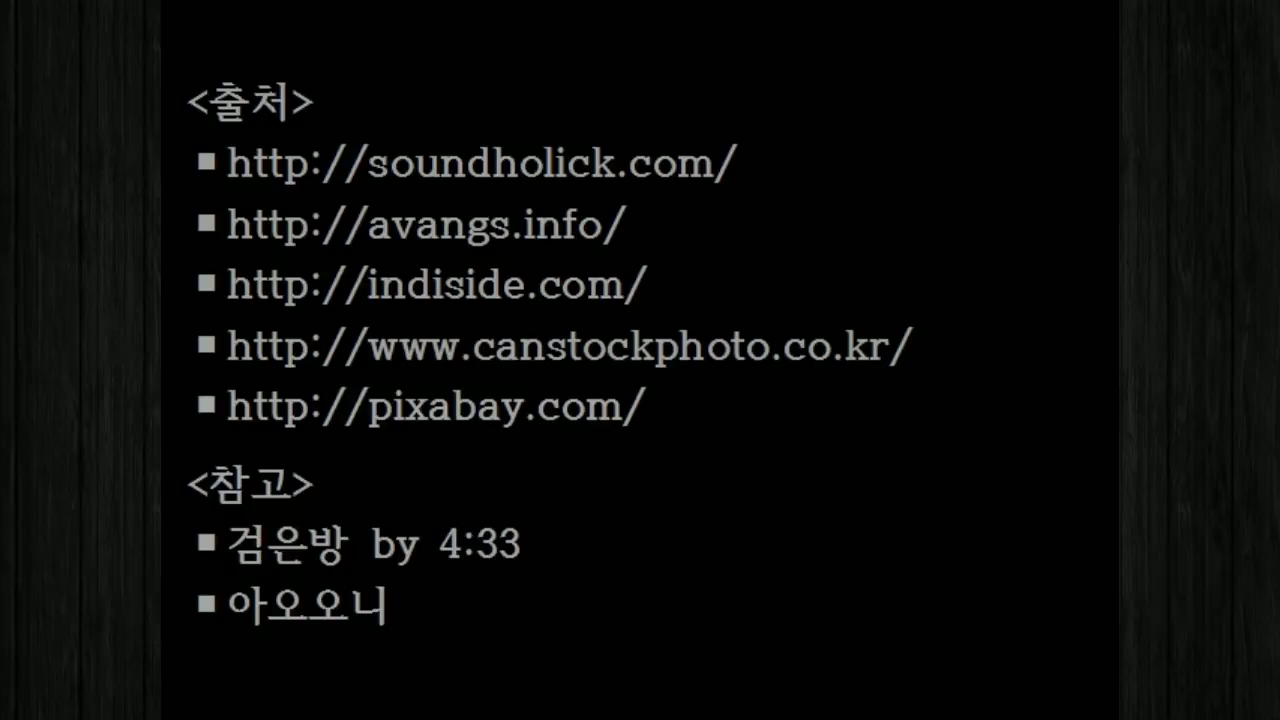 <출처>
▪ http://soundholick.com/
▪ http://avangs.info/
▪ http://indiside.com/
▪ http://www.canstockphoto.co.kr/
▪ http://pixabay.com/
<참고>
▪ 검은방 by 4:33
▪ 아오오니